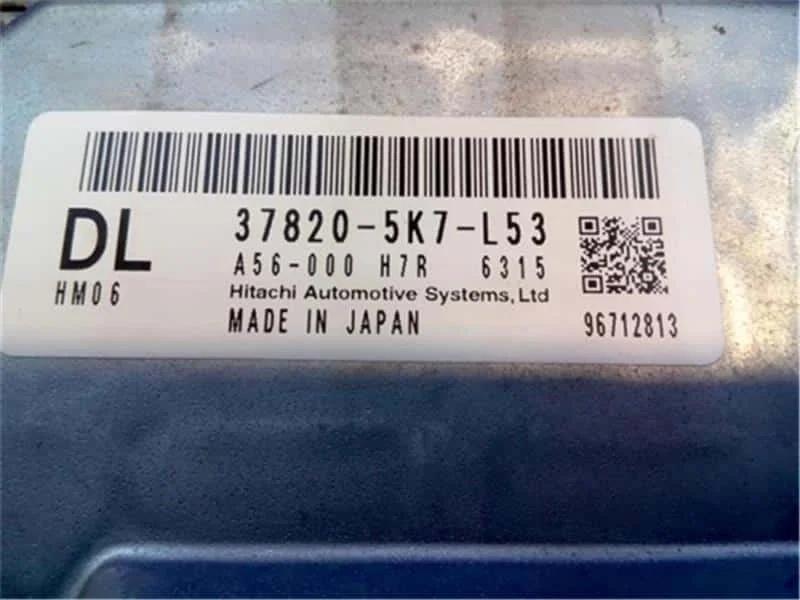 DL
37820-5K7-L53
A56-000 H7R 6315
HM06
Hitachi Automotive Systems, Ltd
MADE IN JAPAN
96712813